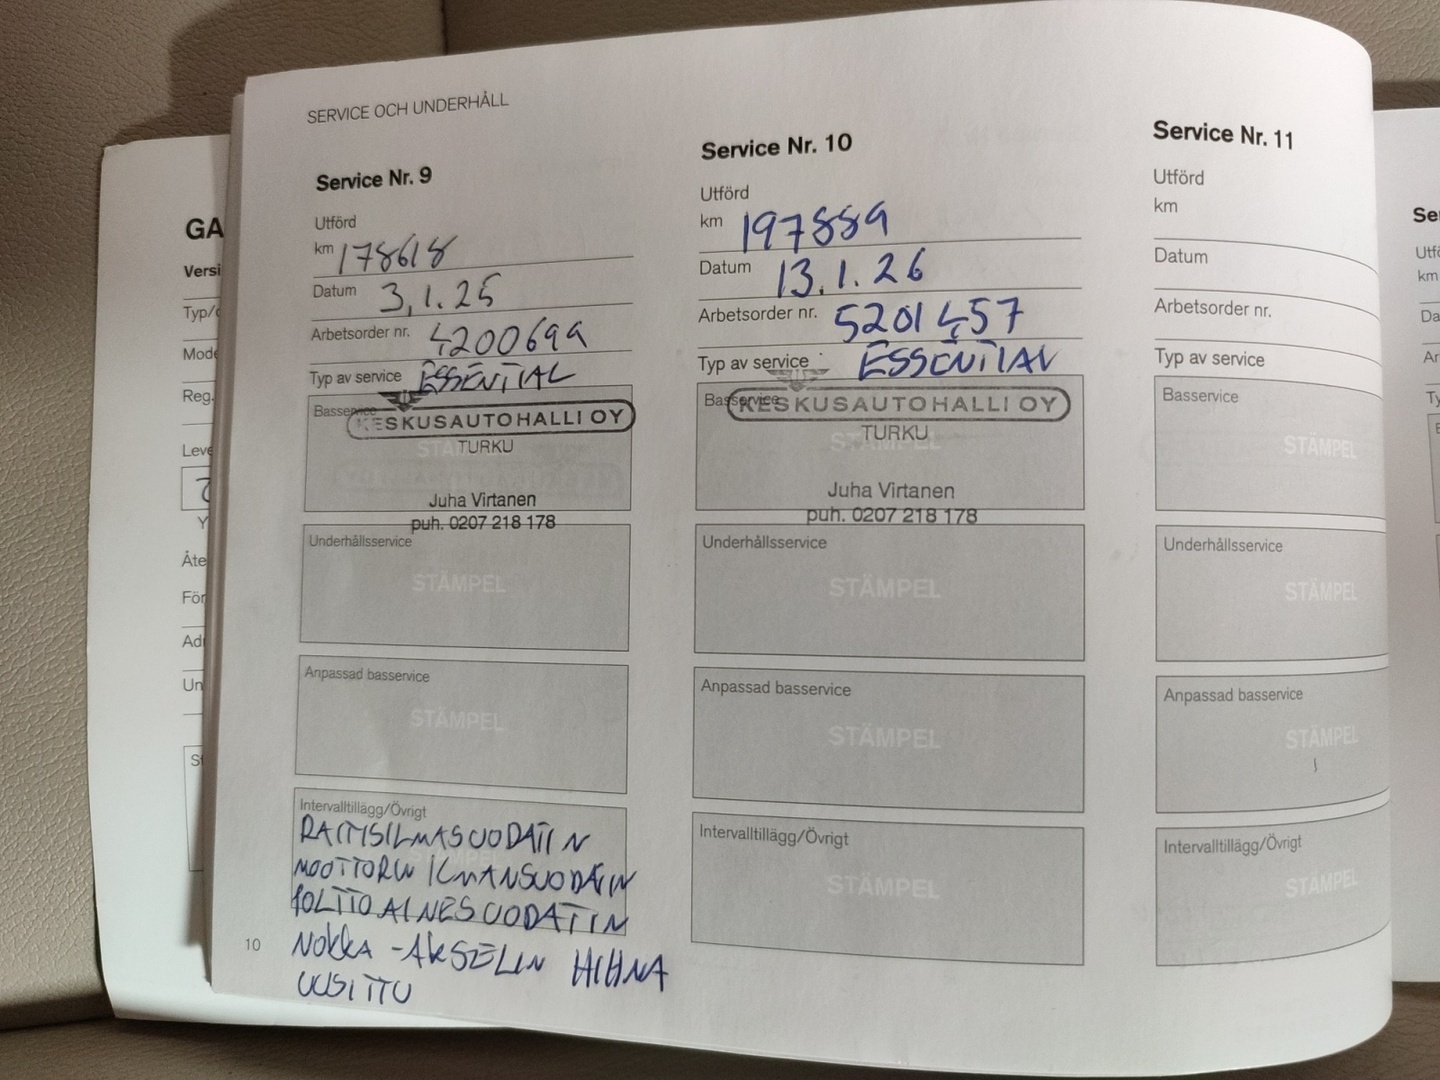 SERVICE OCH UNDERHÅLL
Service Nr. 9
Utförd
km 178618
Datum 3.1.25
Arbetsorder nr. 4200699
Typ av service ESSENTIAL
Basservice
KESKUSAUTOHALLI OY
TURKU
STÄMPEL
Juha Virtanen
puh. 0207 218 178
Underhållsservice
STÄMPEL
Anpassad basservice
STÄMPEL
Intervalltillägg/Övrigt
RAITISILMASUODATIN
MOOTTORIN ILMANSUODATIN
POLTTOAINESUODATIN
NOKKA-AKSELIN HIHNA
UUSITTU
10
Service Nr. 10
Utförd
km 197889
Datum 13.1.26
Arbetsorder nr. 5201457
Typ av service ESSENTIAL
Basservice
KESKUSAUTOHALLI OY
TURKU
STÄMPEL
Juha Virtanen
puh. 0207 218 178
Underhållsservice
STÄMPEL
Anpassad basservice
STÄMPEL
Intervalltillägg/Övrigt
STÄMPEL
Service Nr. 11
Utförd
km
Datum
Arbetsorder nr.
Typ av service
Basservice
STÄMPEL
Underhållsservice
STÄMPEL
Anpassad basservice
STÄMPEL
Intervalltillägg/Övrigt
STÄMPEL